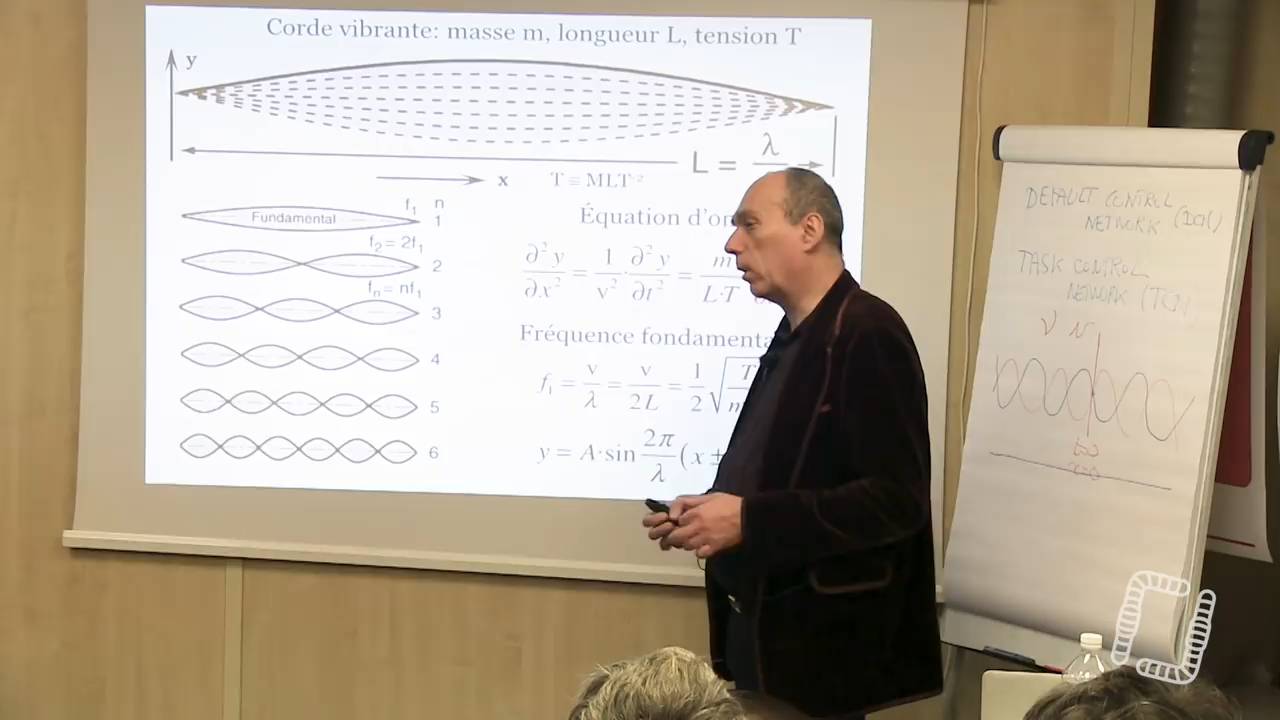 Corde vibrante: masse m, longueur L, tension T
y
L = λ
x
T ≡ MLT⁻²
f₁ n
Fundamental 1
f₂ = 2f₁
2
fₙ = nf₁
3
4
5
6
Équation d'on
∂²y/∂x² = 1/v² · ∂²y/∂t² = m/L·T
Fréquence fondamenta
f₁ = v/λ = v/2L = 1/2 √T/m
y = A·sin 2π/λ (x ±
DEFAULT CONTROL
NETWORK (DCN)
TASK CONTROL
NETWORK (TCN)